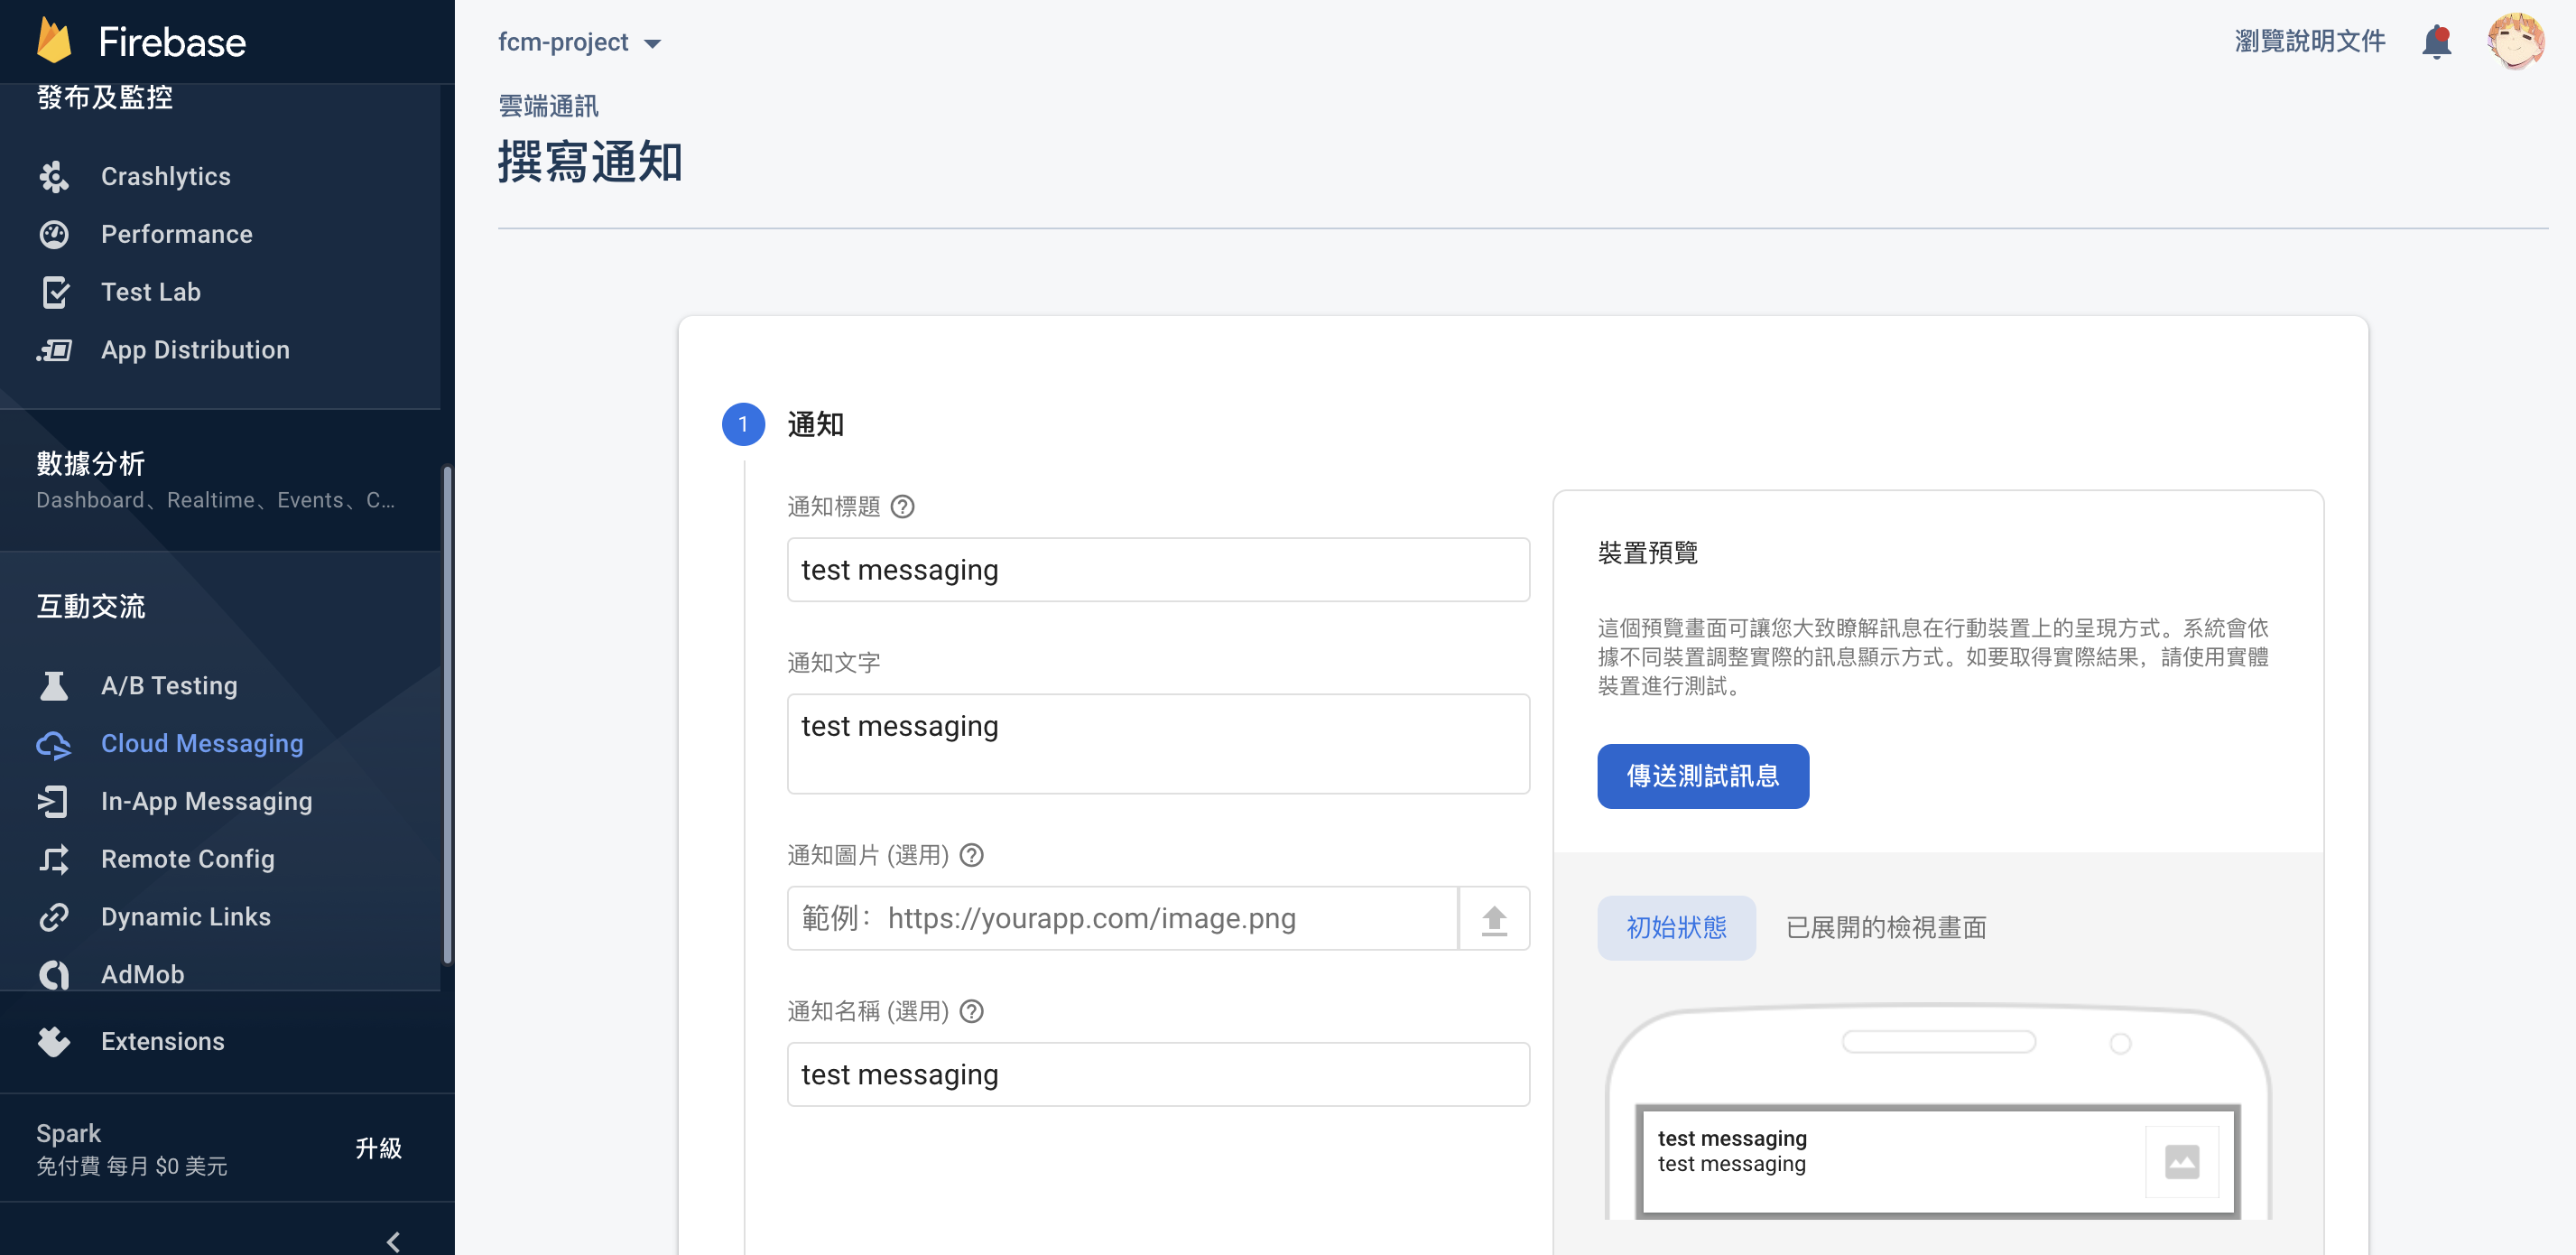 Firebase
發布及監控
Crashlytics
Performance
Test Lab
App Distribution
數據分析
Dashboard、Realtime、Events、C...
互動交流
A/B Testing
Cloud Messaging
In-App Messaging
Remote Config
Dynamic Links
AdMob
Extensions
Spark
免付費 每月 $0 美元
升級
fcm-project
瀏覽說明文件
雲端通訊
撰寫通知
1 通知
通知標題
test messaging
通知文字
test messaging
通知圖片 (選用)
範例：https://yourapp.com/image.png
通知名稱 (選用)
test messaging
裝置預覽
這個預覽畫面可讓您大致瞭解訊息在行動裝置上的呈現方式。系統會依
據不同裝置調整實際的訊息顯示方式。如要取得實際結果，請使用實體
裝置進行測試。
傳送測試訊息
初始狀態
已展開的檢視畫面
test messaging
test messaging